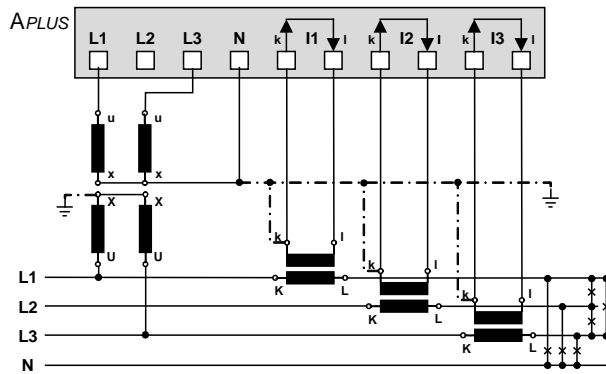 APLUS
L1 L2 L3 N I1 I2 I3
k l k l k l
u u
x x
X X
k l
U U
k l
L1 K L
k l
L2 K L
L3 K L
N